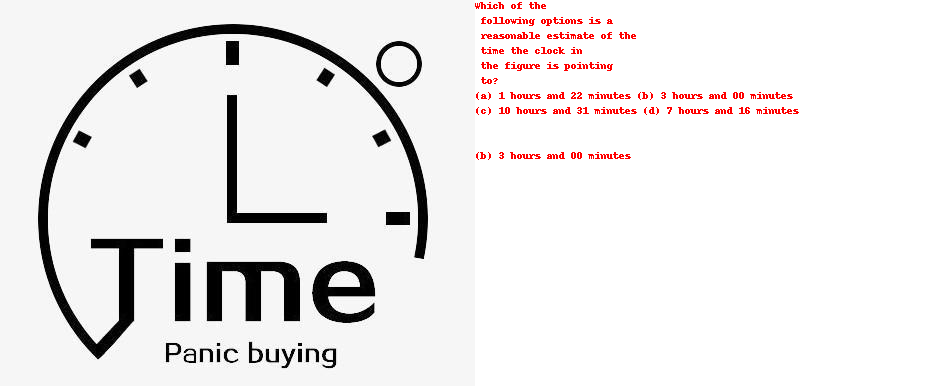 Time
Panic buying
Which of the
following options is a
reasonable estimate of the
time the clock in
the figure is pointing
to?
(a) 1 hours and 22 minutes (b) 3 hours and 00 minutes
(c) 10 hours and 31 minutes (d) 7 hours and 16 minutes
(b) 3 hours and 00 minutes